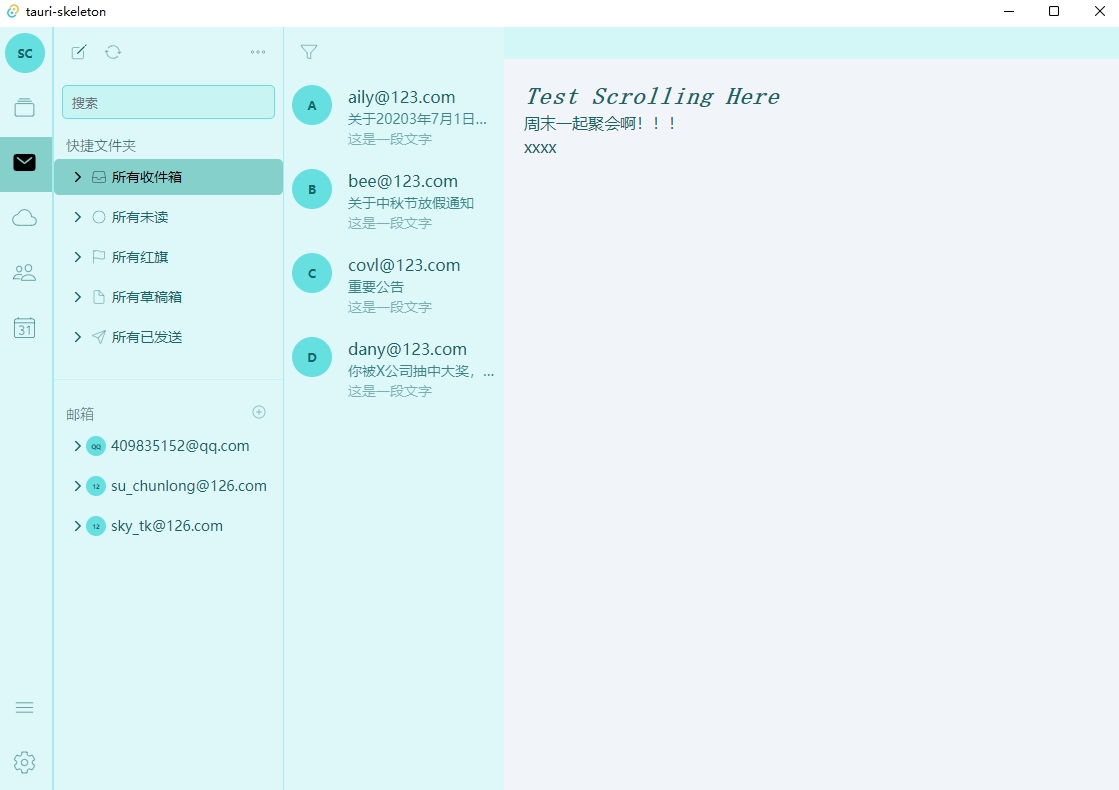 tauri-skeleton
SC
31
搜索
快捷文件夹
所有收件箱
所有未读
所有红旗
所有草稿箱
所有已发送
邮箱
QQ 409835152@qq.com
12 su_chunlong@126.com
12 sky_tk@126.com
A
aily@123.com
关于20203年7月1日...
这是一段文字
B
bee@123.com
关于中秋节放假通知
这是一段文字
C
covl@123.com
重要公告
这是一段文字
D
dany@123.com
你被X公司抽中大奖，...
这是一段文字
Test Scrolling Here
周末一起聚会啊！！！
xxxx